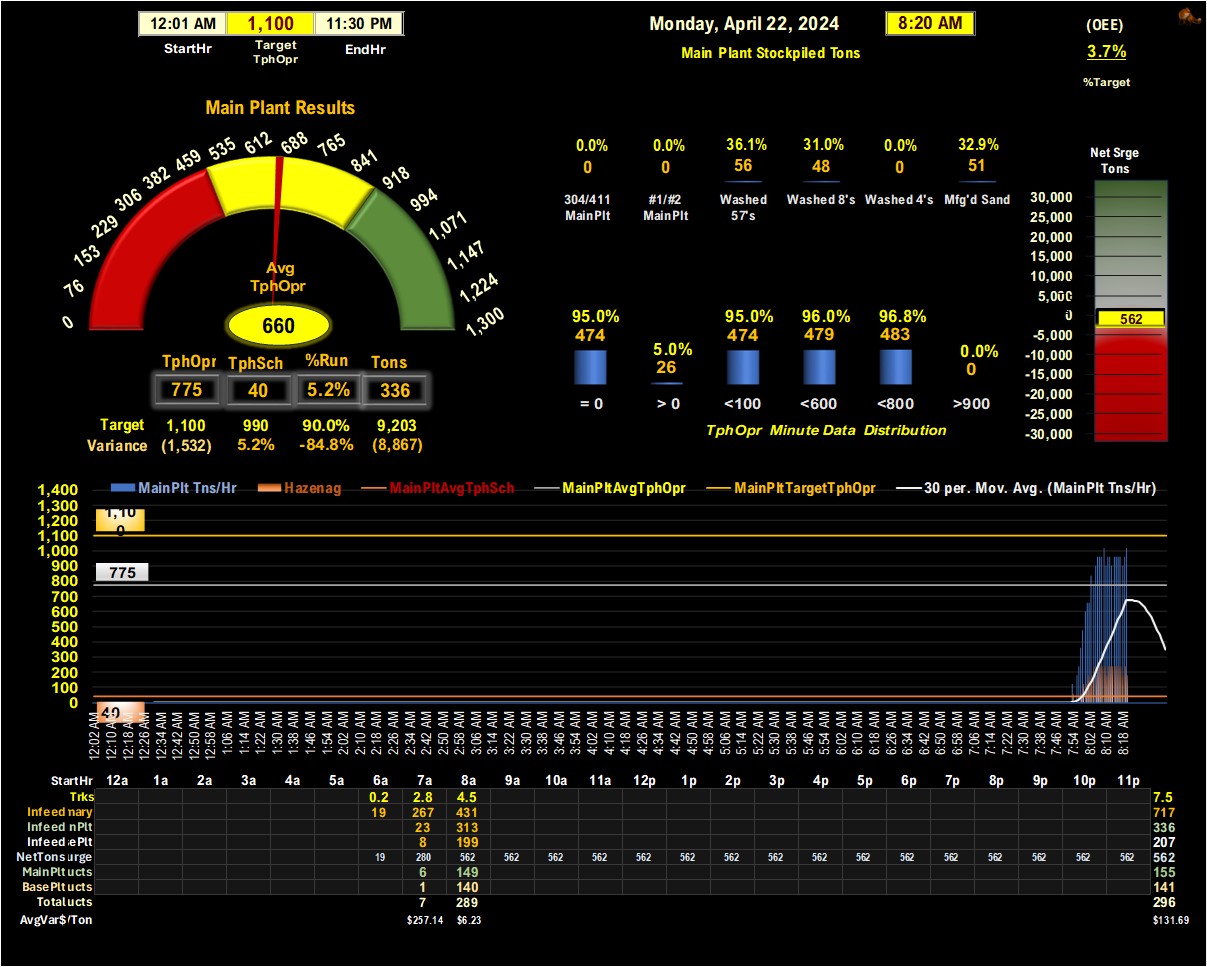 12:01 AM 1,100 11:30 PM Monday, April 22, 2024 8:20 AM (OEE)
StartHr Target TphOpr EndHr Main Plant Stockpiled Tons 3.7%
%Target
Main Plant Results
0 76 153 229 306 382 459 535 612 688 765 841 918 994 1,071 1,147 1,224 1,300
Avg
TphOpr
660
TphOpr TphSch %Run Tons
775 40 5.2% 336
Target 1,100 990 90.0% 9,203
Variance (1,532) 5.2% -84.8% (8,867)
0.0% 0.0% 36.1% 31.0% 0.0% 32.9%
0 0 56 48 0 51
304/411 MainPlt #1/#2 MainPlt Washed 57's Washed 8's Washed 4's Mfg'd Sand
95.0% 5.0% 95.0% 96.0% 96.8% 0.0%
474 26 474 479 483 0
= 0 > 0 <100 <600 <800 >900
TphOpr Minute Data Distribution
Net Srge
Tons
30,000
25,000
20,000
15,000
10,000
5,000
0
562
-5,000
-10,000
-15,000
-20,000
-25,000
-30,000
MainPlt Tns/Hr Hazenag MainPltAvgTphSch MainPltAvgTphOpr MainPltTargetTphOpr 30 per. Mov. Avg. (MainPlt Tns/Hr)
1,400
1,300
1,200
1,100
1,000
900
800
700
600
500
400
300
200
100
0
1,100
775
40
12:02 AM 12:10 AM 12:18 AM 12:26 AM 12:34 AM 12:42 AM 12:50 AM 12:58 AM 1:06 AM 1:14 AM 1:22 AM 1:30 AM 1:38 AM 1:46 AM 1:54 AM 2:02 AM 2:10 AM 2:18 AM 2:26 AM 2:34 AM 2:42 AM 2:50 AM 2:58 AM 3:06 AM 3:14 AM 3:22 AM 3:30 AM 3:38 AM 3:46 AM 3:54 AM 4:02 AM 4:10 AM 4:18 AM 4:26 AM 4:34 AM 4:42 AM 4:50 AM 4:58 AM 5:06 AM 5:14 AM 5:22 AM 5:30 AM 5:38 AM 5:46 AM 5:54 AM 6:02 AM 6:10 AM 6:18 AM 6:26 AM 6:34 AM 6:42 AM 6:50 AM 6:58 AM 7:06 AM 7:14 AM 7:22 AM 7:30 AM 7:38 AM 7:46 AM 7:54 AM 8:02 AM 8:10 AM 8:18 AM
StartHr 12a 1a 2a 3a 4a 5a 6a 7a 8a 9a 10a 11a 12p 1p 2p 3p 4p 5p 6p 7p 8p 9p 10p 11p
Trks 0.2 2.8 4.5 7.5
Infeed mary 19 267 431 717
Infeed nPlt 23 313 336
Infeed ePlt 8 199 207
NetTons urge 19 280 562 562 562 562 562 562 562 562 562 562 562 562 562 562 562 562 562 562
MainPlt ucts 6 149 155
BasePlt ucts 1 140 141
Total ucts 7 289 296
AvgVar$/Ton $257.14 $6.23 $131.69